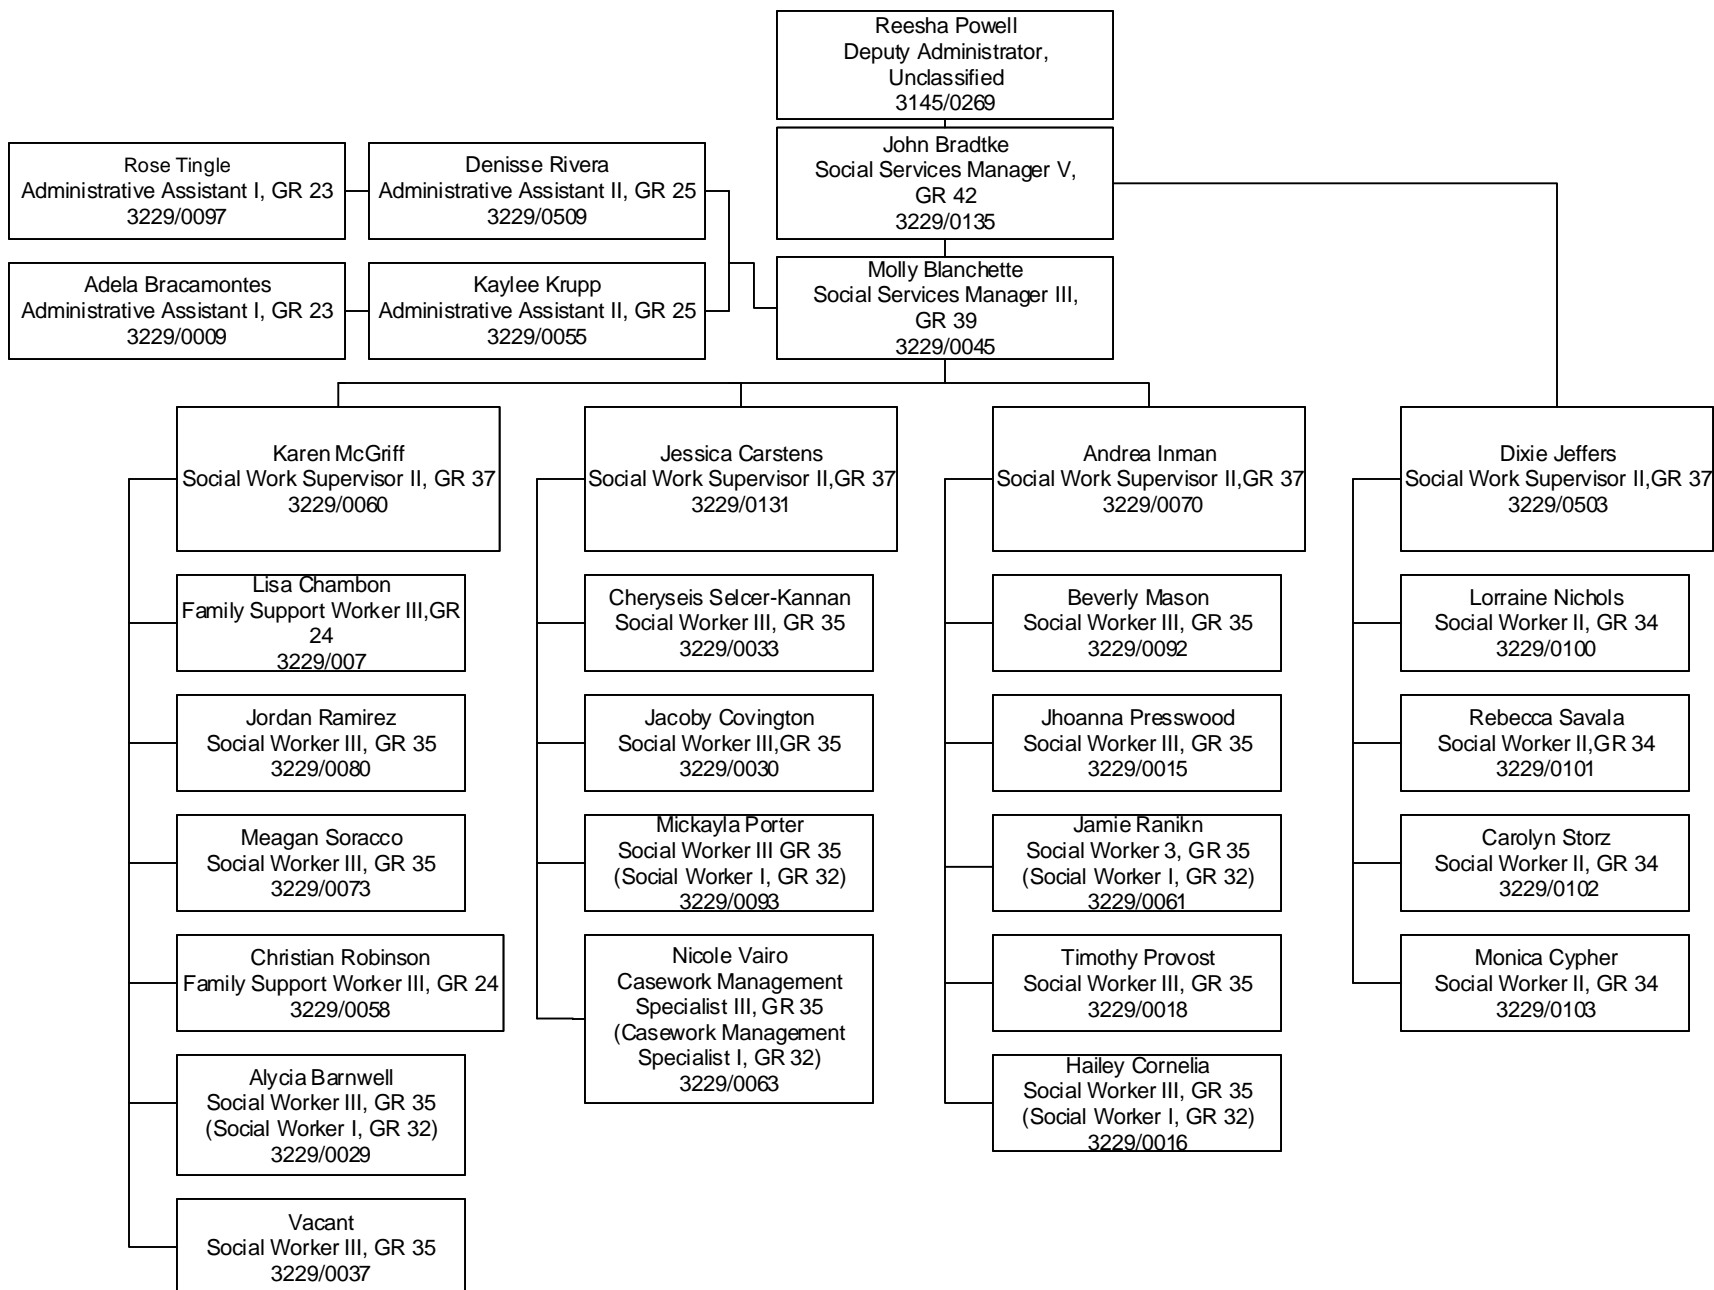 Reesha Powell
Deputy Administrator,
Unclassified
3145/0269
John Bradtke
Social Services Manager V,
GR 42
3229/0135
Rose Tingle
Administrative Assistant I, GR 23
3229/0097
Denisse Rivera
Administrative Assistant II, GR 25
3229/0509
Adela Bracamontes
Administrative Assistant I, GR 23
3229/0009
Kaylee Krupp
Administrative Assistant II, GR 25
3229/0055
Molly Blanchette
Social Services Manager III,
GR 39
3229/0045
Karen McGriff
Social Work Supervisor II, GR 37
3229/0060
Lisa Chambon
Family Support Worker III,GR
24
3229/007
Jordan Ramirez
Social Worker III, GR 35
3229/0080
Meagan Soracco
Social Worker III, GR 35
3229/0073
Christian Robinson
Family Support Worker III, GR 24
3229/0058
Alycia Barnwell
Social Worker III, GR 35
(Social Worker I, GR 32)
3229/0029
Vacant
Social Worker III, GR 35
3229/0037
Jessica Carstens
Social Work Supervisor II,GR 37
3229/0131
Cheryseis Selcer-Kannan
Social Worker III, GR 35
3229/0033
Jacoby Covington
Social Worker III,GR 35
3229/0030
Mickayla Porter
Social Worker III GR 35
(Social Worker I, GR 32)
3229/0093
Nicole Vairo
Casework Management
Specialist III, GR 35
(Casework Management
Specialist I, GR 32)
3229/0063
Andrea Inman
Social Work Supervisor II,GR 37
3229/0070
Beverly Mason
Social Worker III, GR 35
3229/0092
Jhoanna Presswood
Social Worker III, GR 35
3229/0015
Jamie Ranikn
Social Worker 3, GR 35
(Social Worker I, GR 32)
3229/0061
Timothy Provost
Social Worker III, GR 35
3229/0018
Hailey Cornelia
Social Worker III, GR 35
(Social Worker I, GR 32)
3229/0016
Dixie Jeffers
Social Work Supervisor II,GR 37
3229/0503
Lorraine Nichols
Social Worker II, GR 34
3229/0100
Rebecca Savala
Social Worker II,GR 34
3229/0101
Carolyn Storz
Social Worker II, GR 34
3229/0102
Monica Cypher
Social Worker II, GR 34
3229/0103